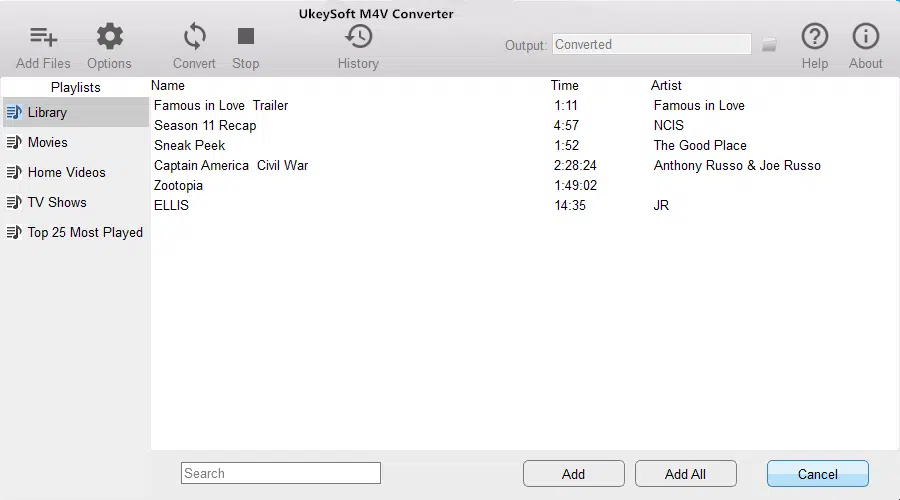 UkeySoft M4V Converter
Add Files Options Convert Stop History Output: Converted Help About
Playlists
Library
Movies
Home Videos
TV Shows
Top 25 Most Played
Name Time Artist
Famous in Love  Trailer 1:11 Famous in Love
Season 11 Recap 4:57 NCIS
Sneak Peek 1:52 The Good Place
Captain America  Civil War 2:28:24 Anthony Russo & Joe Russo
Zootopia 1:49:02
ELLIS 14:35 JR
Search Add Add All Cancel